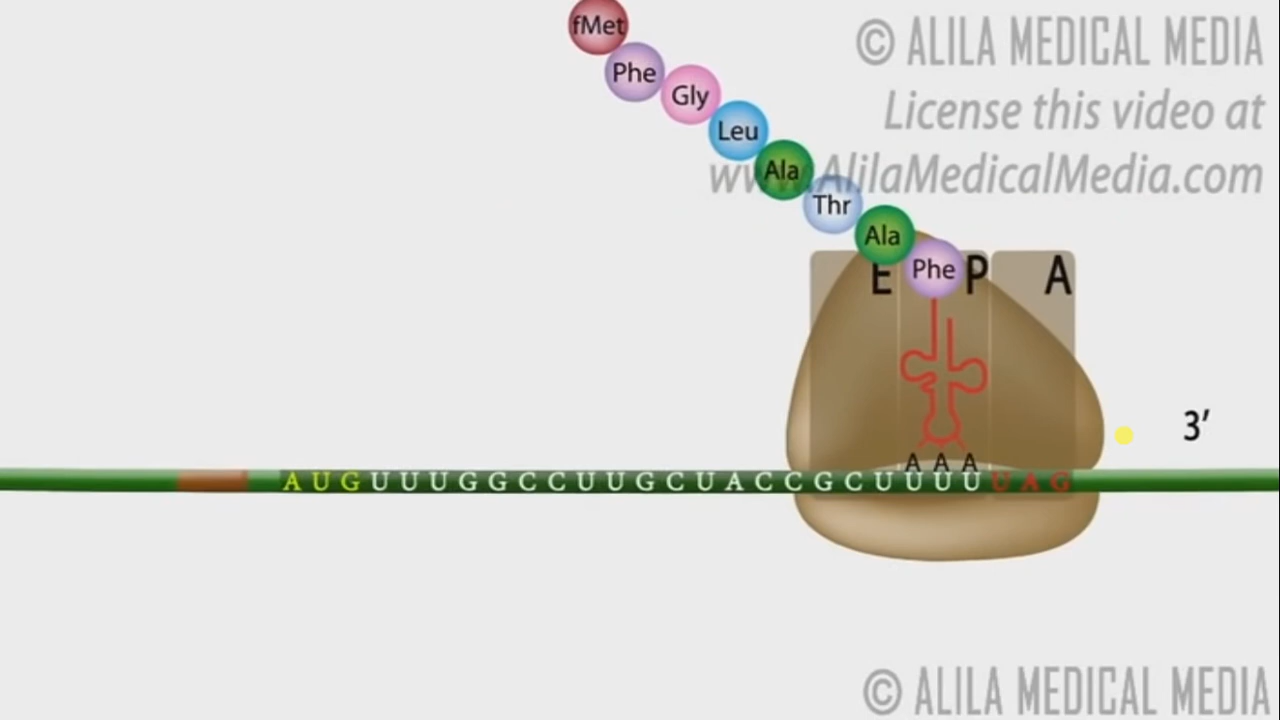 fMet
Phe
Gly
Leu
Ala
Thr
Ala
Phe
© ALILA MEDICAL MEDIA
License this video at
www.AlilaMedicalMedia.com
E P A
3′
A A A
AUGUUUGGCCUUGCUACCGCUUUUUAG
© ALILA MEDICAL MEDIA